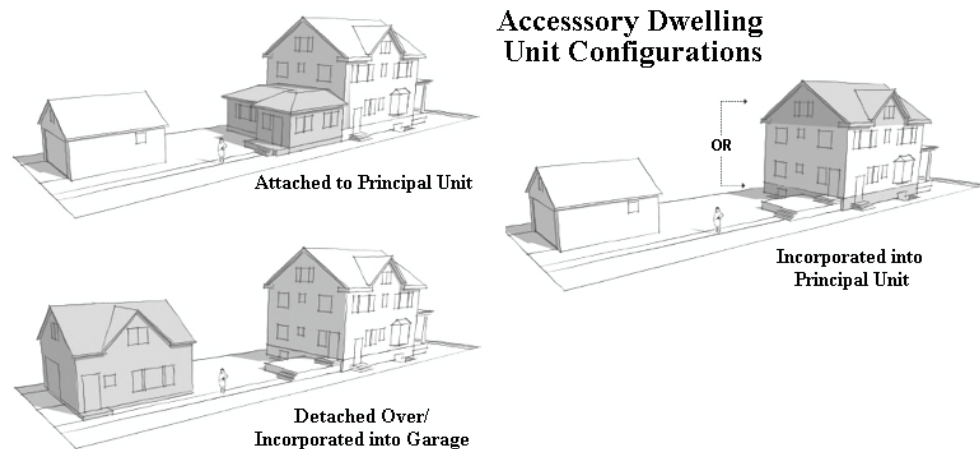 Accesssory Dwelling
Unit Configurations
Attached to Principal Unit
OR
Incorporated into
Principal Unit
Detached Over/
Incorporated into Garage